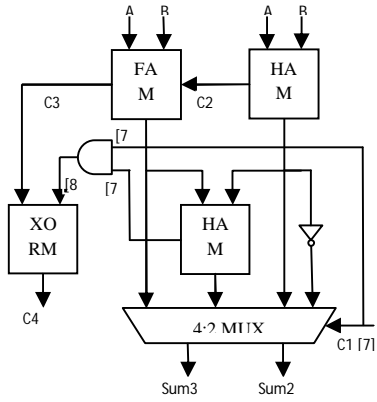 A B A B
FA
M
HA
M
C3
C2
[7
[8
[7
XO
RM
HA
M
C4
4:2 MUX
C1 [7]
Sum3
Sum2